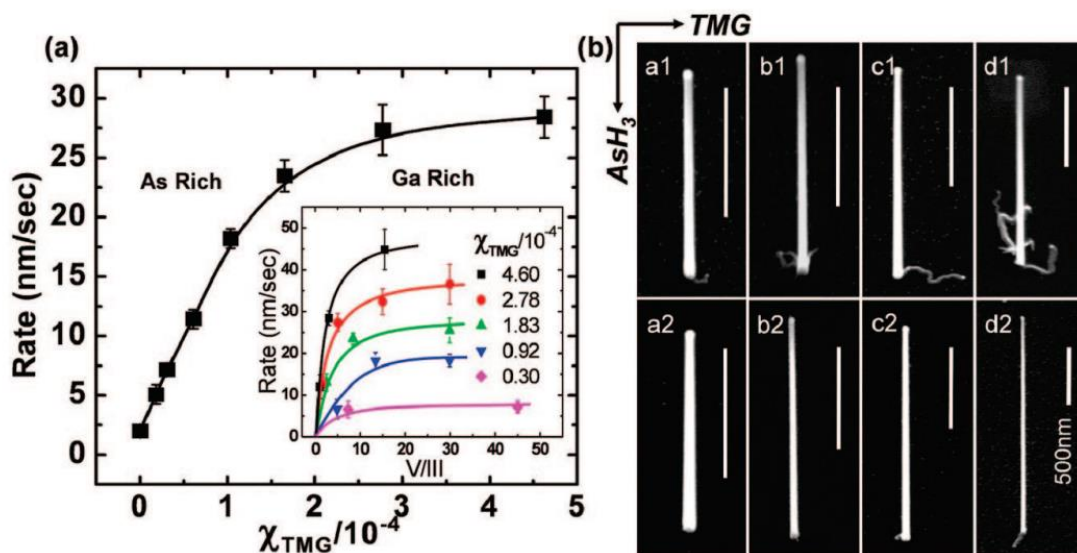 (a)
30
25
20
15
10
5
0
Rate (nm/sec)
As Rich
Ga Rich
0 1 2 3 4 5
χTMG/10⁻⁴
50
40
30
20
10
0
Rate (nm/sec)
0 10 20 30 40 50
V/III
χTMG/10⁻⁴
4.60
2.78
1.83
0.92
0.30
(b)
TMG
AsH₃
a1
b1
c1
d1
a2
b2
c2
d2
500nm